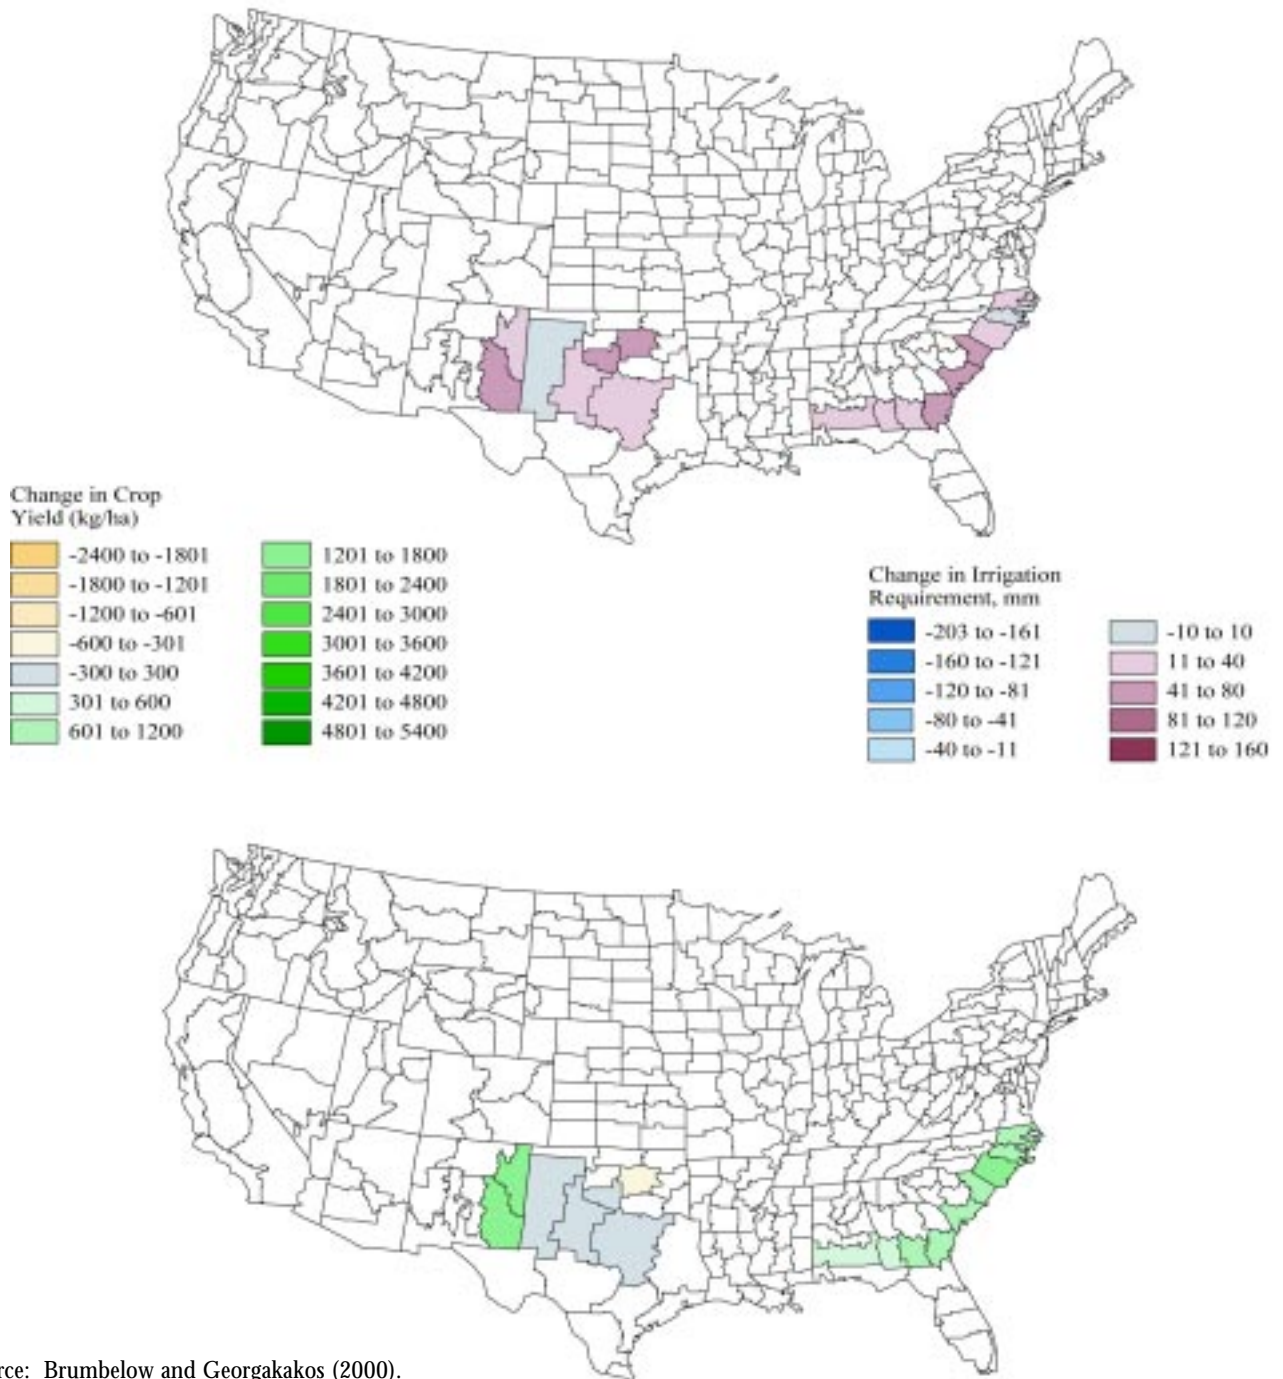 Change in Crop
Yield (kg/ha)
-2400 to -1801
-1800 to -1201
-1200 to -601
-600 to -301
-300 to 300
301 to 600
601 to 1200
1201 to 1800
1801 to 2400
2401 to 3000
3001 to 3600
3601 to 4200
4201 to 4800
4801 to 5400
Change in Irrigation
Requirement, mm
-203 to -161
-160 to -121
-120 to -81
-80 to -41
-40 to -11
-10 to 10
11 to 40
41 to 80
81 to 120
121 to 160
rce: Brumbelow and Georgakakos (2000).